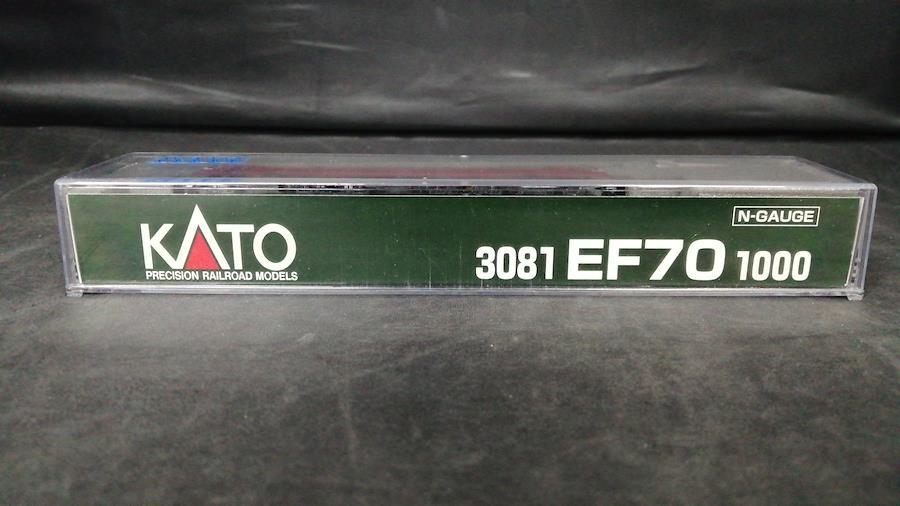 KATO
PRECISION RAILROAD MODELS
N-GAUGE
3081 EF70 1000